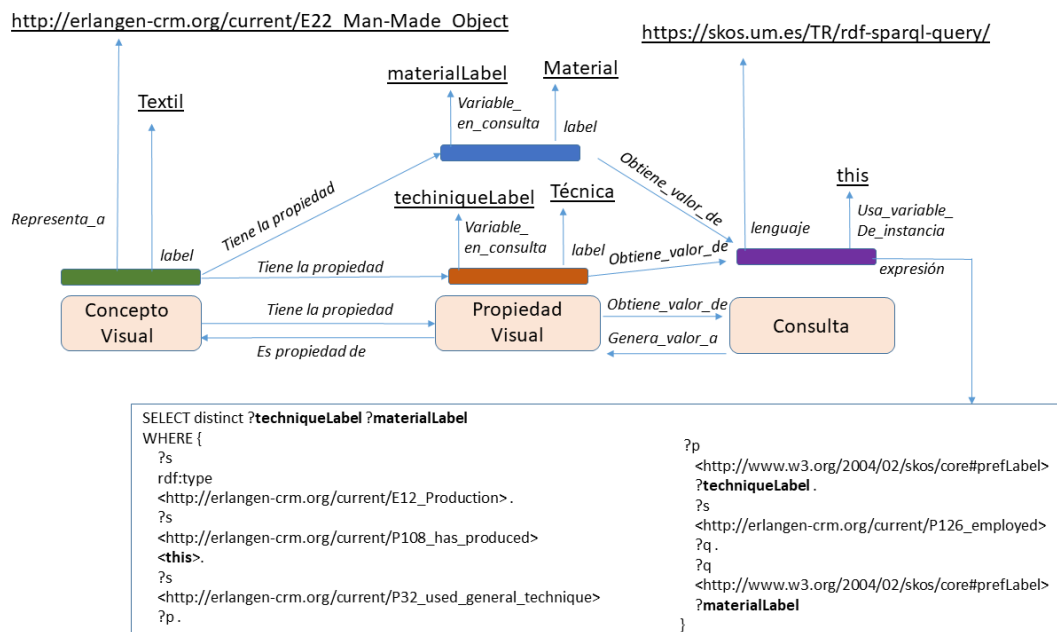 http://erlangen-crm.org/current/E22_Man-Made_Object
https://skos.um.es/TR/rdf-sparql-query/
materialLabel
Material
Textil
Variable_
en_consulta
label
Obtiene_valor_de
this
Representa_a
label
Tiene la propiedad
techiniqueLabel
Técnica
Variable_
en_consulta
label
Obtiene_valor_de
lenguaje
Usa_variable_
De_instancia
expresión
Tiene la propiedad
Concepto
Visual
Tiene la propiedad
Es propiedad de
Propiedad
Visual
Obtiene_valor_de
Genera_valor_a
Consulta
SELECT distinct ?techniqueLabel ?materialLabel
WHERE {
?s
rdf:type
<http://erlangen-crm.org/current/E12_Production> .
?s
<http://erlangen-crm.org/current/P108_has_produced>
<this>.
?s
<http://erlangen-crm.org/current/P32_used_general_technique>
?p .
?p
<http://www.w3.org/2004/02/skos/core#prefLabel>
?techniqueLabel .
?s
<http://erlangen-crm.org/current/P126_employed>
?q .
?q
<http://www.w3.org/2004/02/skos/core#prefLabel>
?materialLabel
}